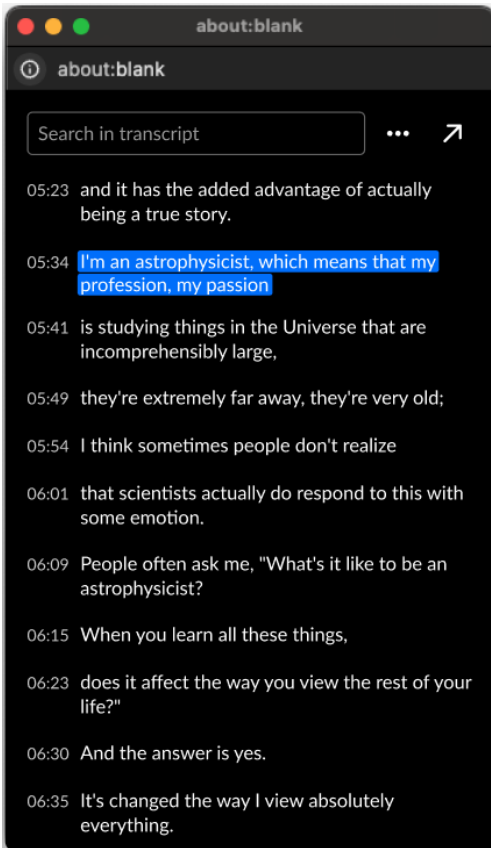 about:blank
about:blank
Search in transcript
05:23 and it has the added advantage of actually
being a true story.
05:34 I'm an astrophysicist, which means that my
profession, my passion
05:41 is studying things in the Universe that are
incomprehensibly large,
05:49 they're extremely far away, they're very old;
05:54 I think sometimes people don't realize
06:01 that scientists actually do respond to this with
some emotion.
06:09 People often ask me, "What's it like to be an
astrophysicist?
06:15 When you learn all these things,
06:23 does it affect the way you view the rest of your
life?"
06:30 And the answer is yes.
06:35 It's changed the way I view absolutely
everything.